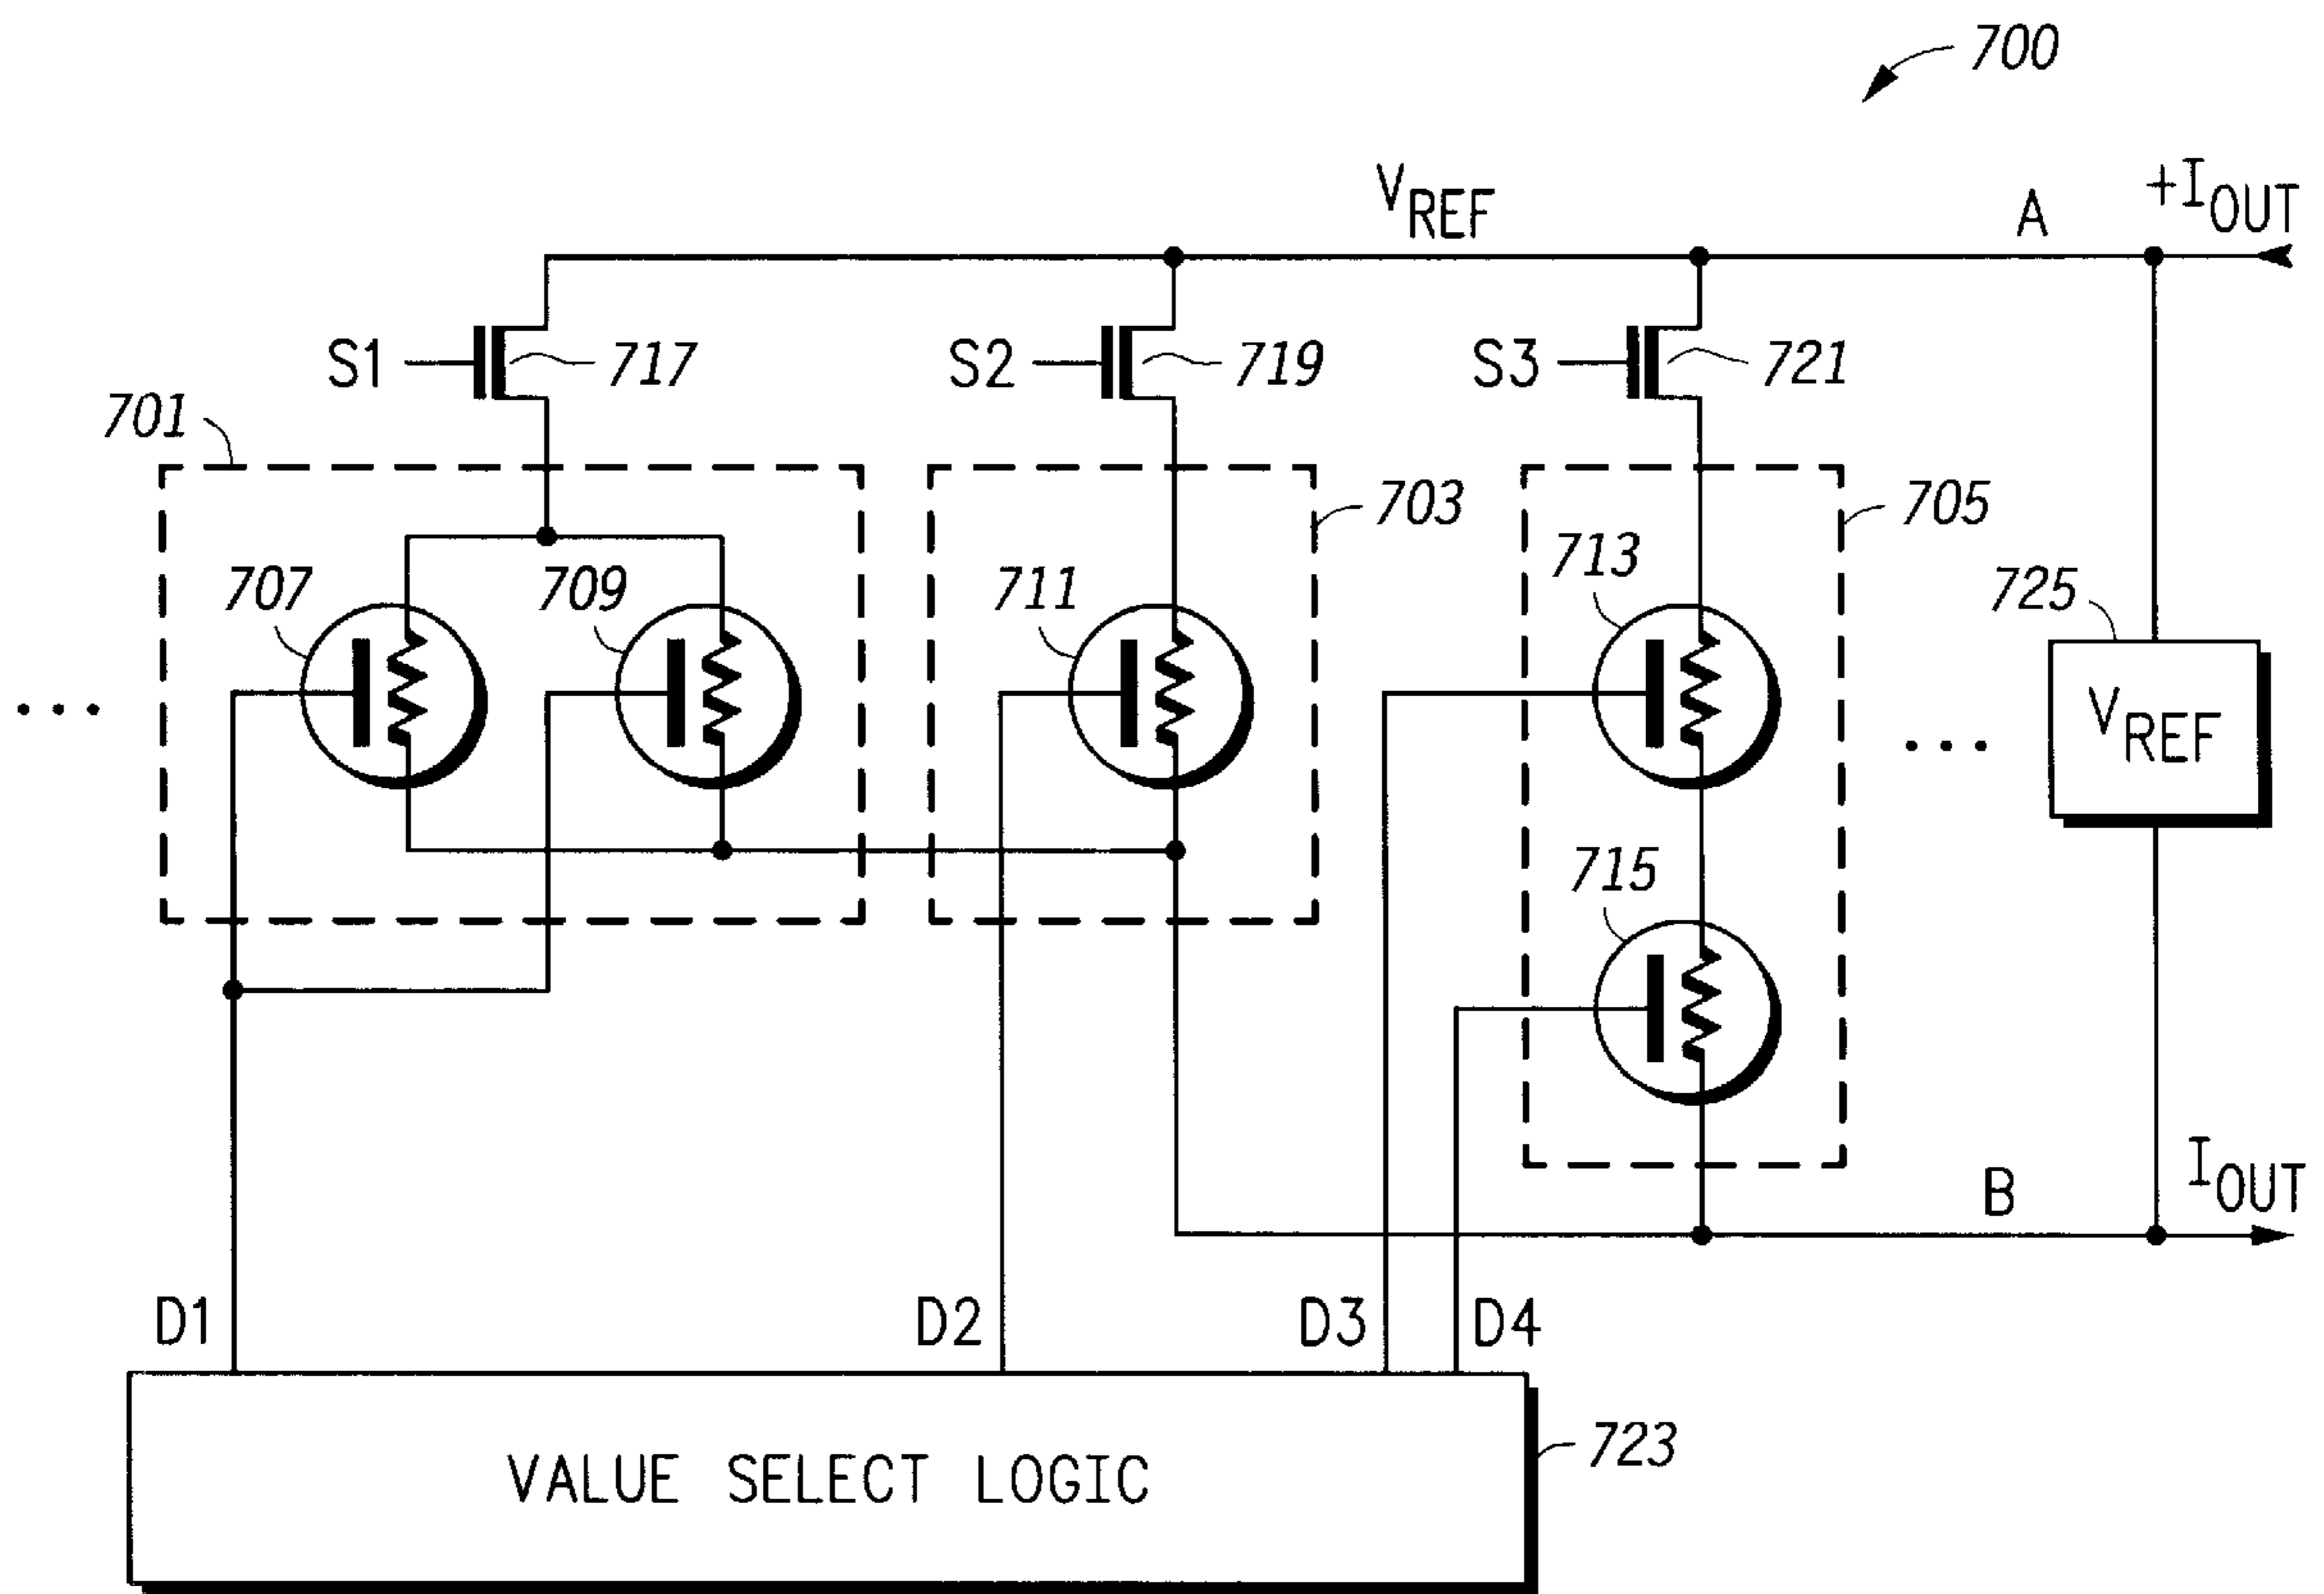 700
VREF
A
+IOUT
S1
717
S2
719
S3
721
701
703
705
707
709
711
713
725
VREF
715
B
IOUT
D1
D2
D3
D4
VALUE SELECT LOGIC
723